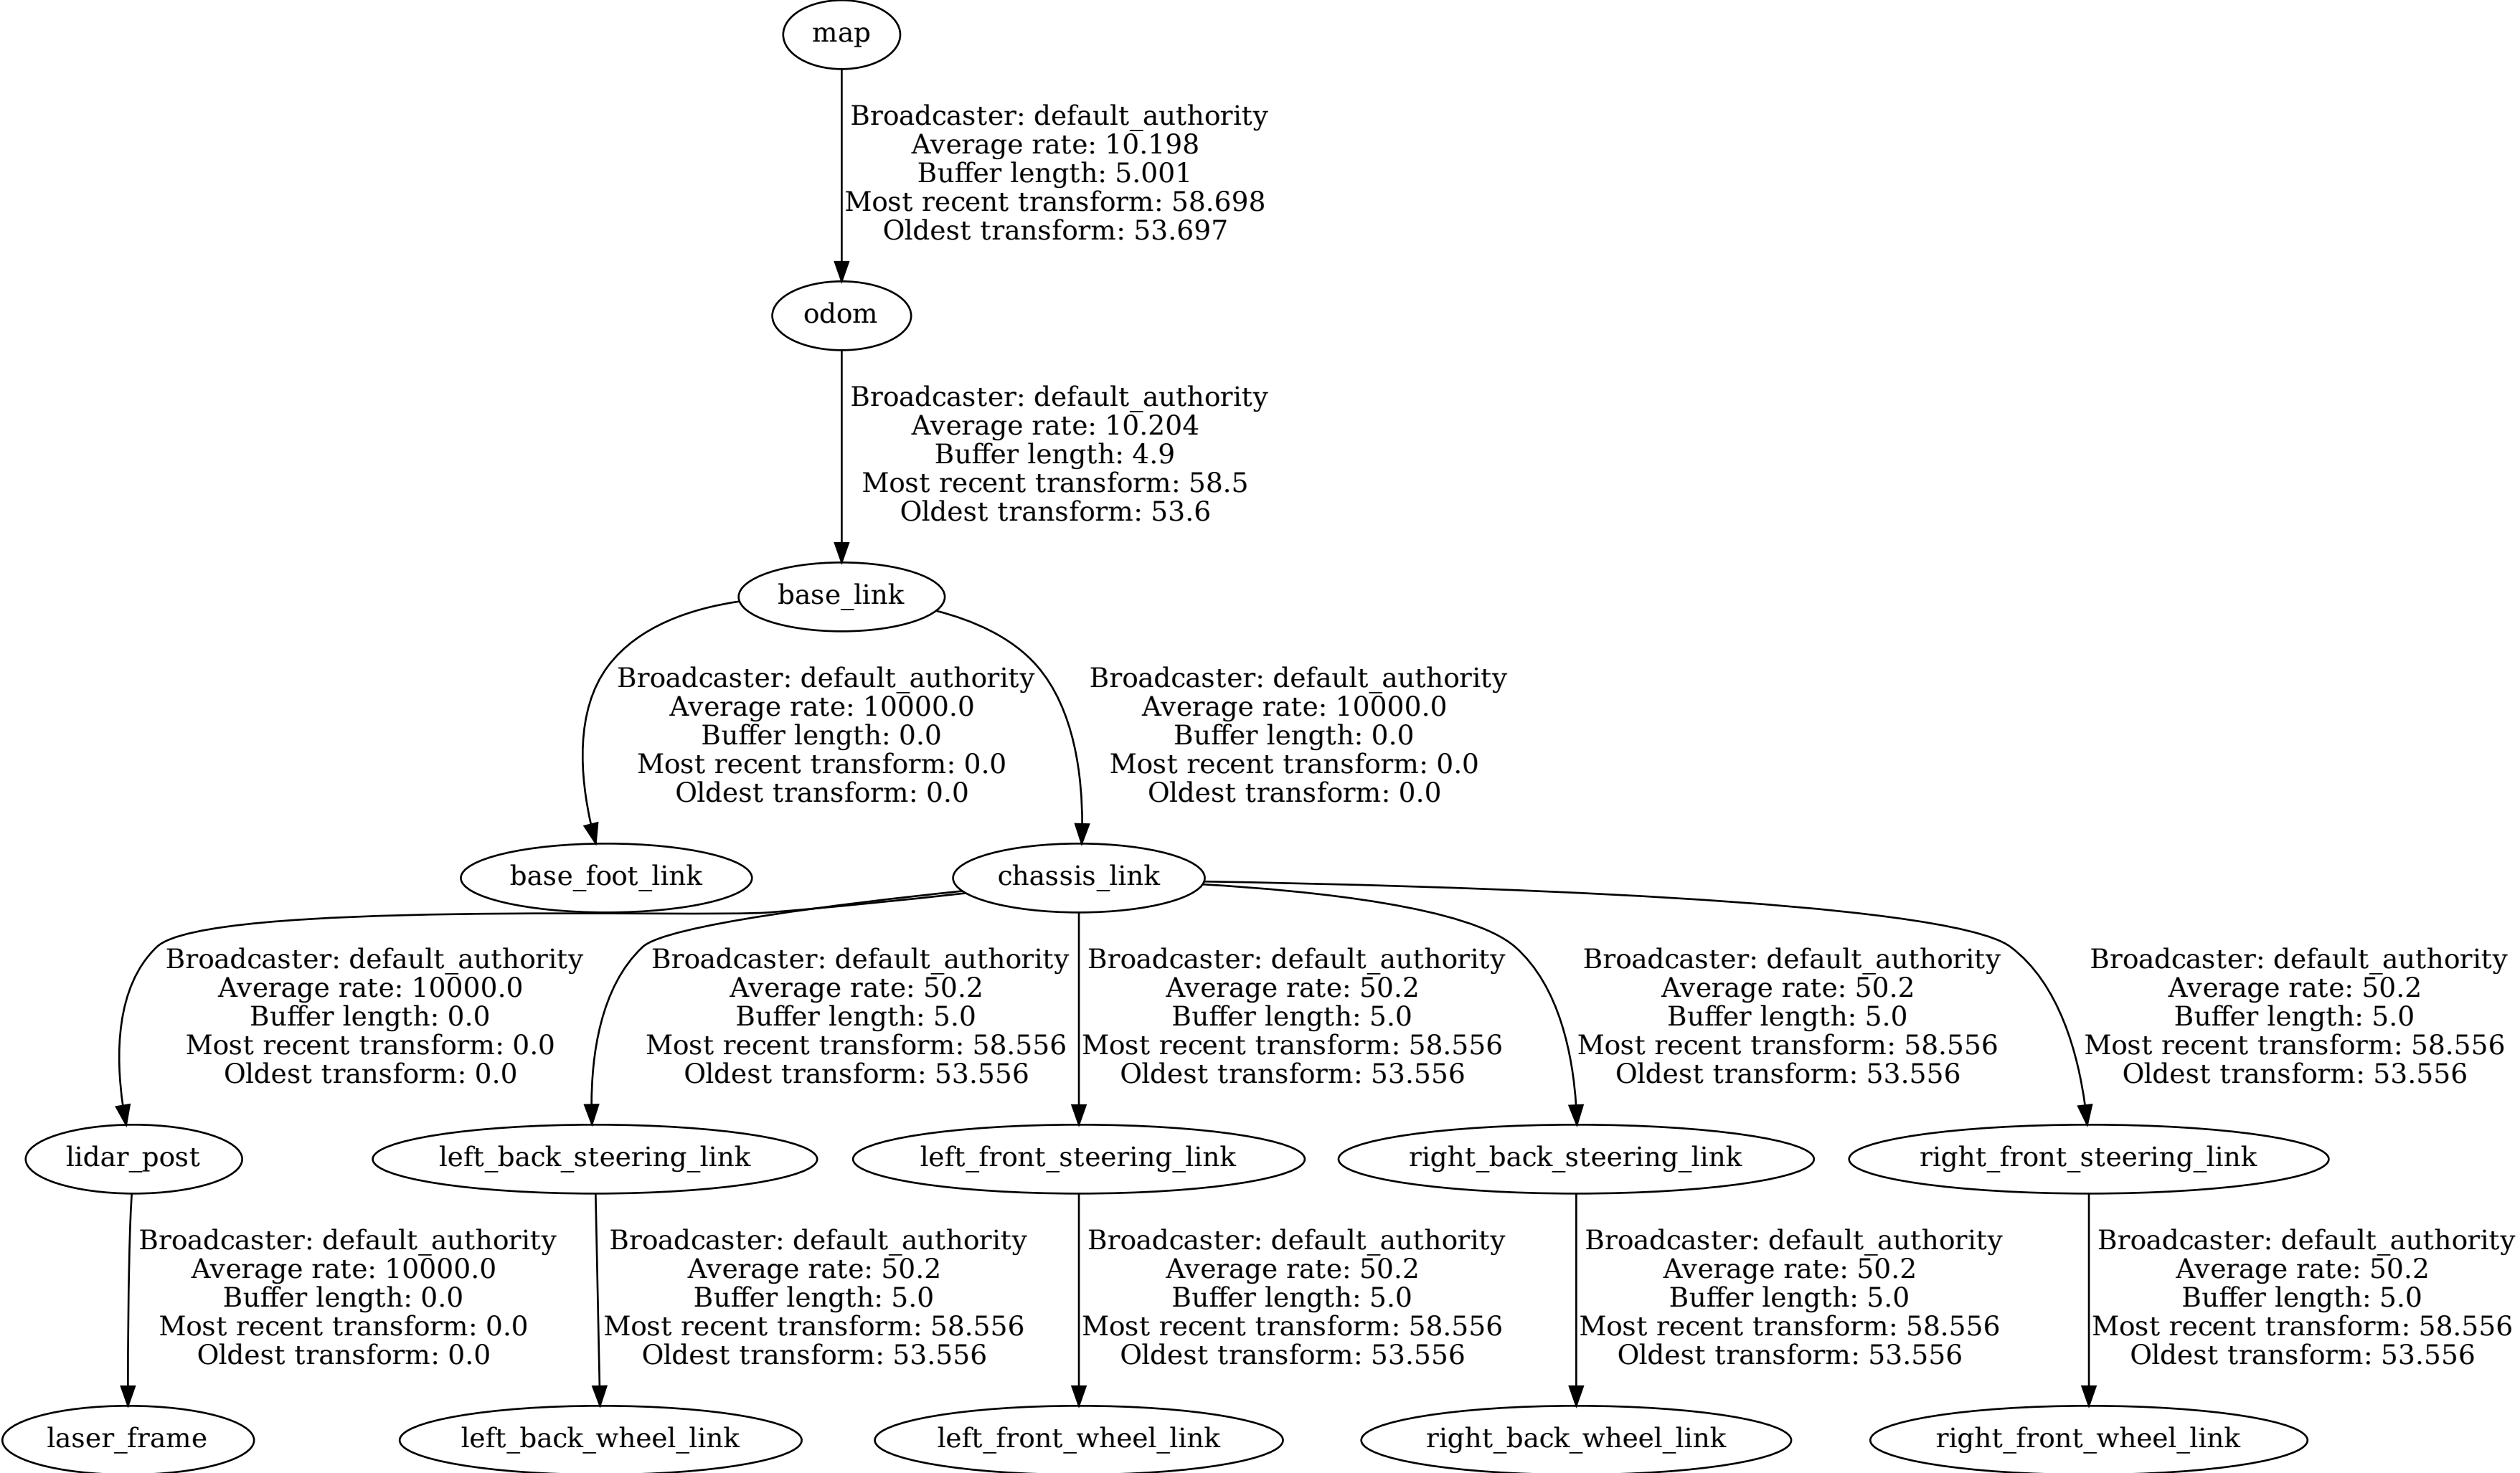 map
Broadcaster: default_authority
Average rate: 10.198
Buffer length: 5.001
Most recent transform: 58.698
Oldest transform: 53.697
odom
Broadcaster: default_authority
Average rate: 10.204
Buffer length: 4.9
Most recent transform: 58.5
Oldest transform: 53.6
base_link
Broadcaster: default_authority
Average rate: 10000.0
Buffer length: 0.0
Most recent transform: 0.0
Oldest transform: 0.0
Broadcaster: default_authority
Average rate: 10000.0
Buffer length: 0.0
Most recent transform: 0.0
Oldest transform: 0.0
base_foot_link
chassis_link
Broadcaster: default_authority
Average rate: 10000.0
Buffer length: 0.0
Most recent transform: 0.0
Oldest transform: 0.0
Broadcaster: default_authority
Average rate: 50.2
Buffer length: 5.0
Most recent transform: 58.556
Oldest transform: 53.556
Broadcaster: default_authority
Average rate: 50.2
Buffer length: 5.0
Most recent transform: 58.556
Oldest transform: 53.556
Broadcaster: default_authority
Average rate: 50.2
Buffer length: 5.0
Most recent transform: 58.556
Oldest transform: 53.556
Broadcaster: default_authority
Average rate: 50.2
Buffer length: 5.0
Most recent transform: 58.556
Oldest transform: 53.556
lidar_post
left_back_steering_link
left_front_steering_link
right_back_steering_link
right_front_steering_link
Broadcaster: default_authority
Average rate: 10000.0
Buffer length: 0.0
Most recent transform: 0.0
Oldest transform: 0.0
Broadcaster: default_authority
Average rate: 50.2
Buffer length: 5.0
Most recent transform: 58.556
Oldest transform: 53.556
Broadcaster: default_authority
Average rate: 50.2
Buffer length: 5.0
Most recent transform: 58.556
Oldest transform: 53.556
Broadcaster: default_authority
Average rate: 50.2
Buffer length: 5.0
Most recent transform: 58.556
Oldest transform: 53.556
Broadcaster: default_authority
Average rate: 50.2
Buffer length: 5.0
Most recent transform: 58.556
Oldest transform: 53.556
laser_frame
left_back_wheel_link
left_front_wheel_link
right_back_wheel_link
right_front_wheel_link